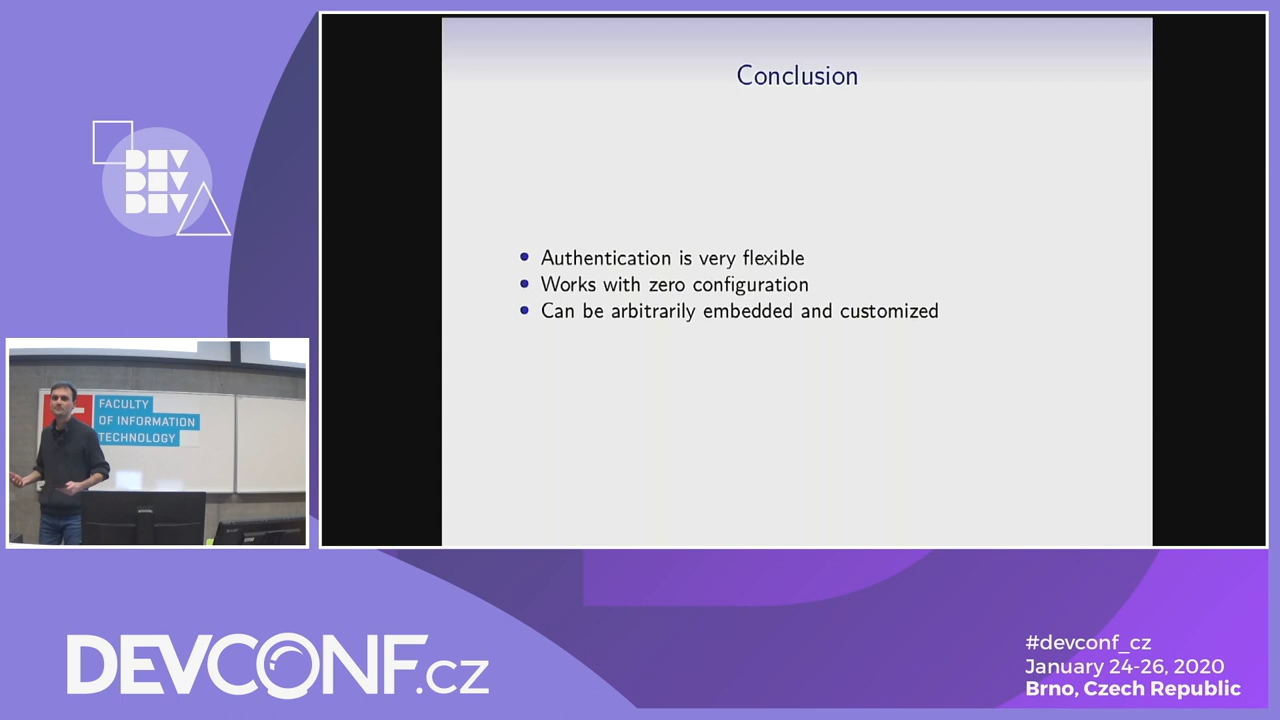 DEV
DEV
DEV
Conclusion
Authentication is very flexible
Works with zero configuration
Can be arbitrarily embedded and customized
FACULTY
OF INFORMATION
TECHNOLOGY
DEVCONF.cz
#devconf_cz
January 24-26, 2020
Brno, Czech Republic